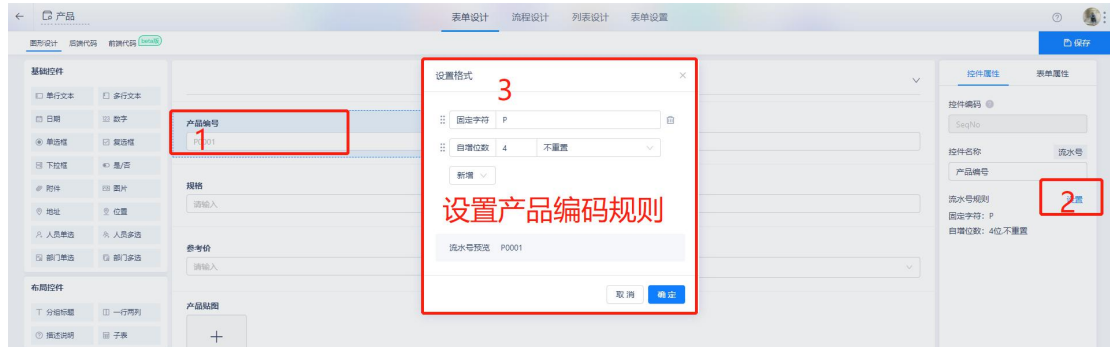 产品
表单设计 流程设计 列表设计 表单设置
图形设计 后端代码 前端代码 beta版
保存
基础控件
单行文本 多行文本
日期 数字
单选框 复选框
下拉框 是/否
附件 图片
地址 位置
人员单选 人员多选
部门单选 部门多选
布局控件
分组标题 一行两列
描述说明 子表
产品编号
P0001
1
规格
请输入
参考价
请输入
产品贴图
设置格式
3
固定字符 P
自增位数 4 不重置
新增
设置产品编码规则
流水号预览 P0001
取消 确定
控件属性 表单属性
控件编码
SeqNo
控件名称 流水号
产品编号
流水号规则 设置
2
固定字符：P
自增位数：4位,不重置